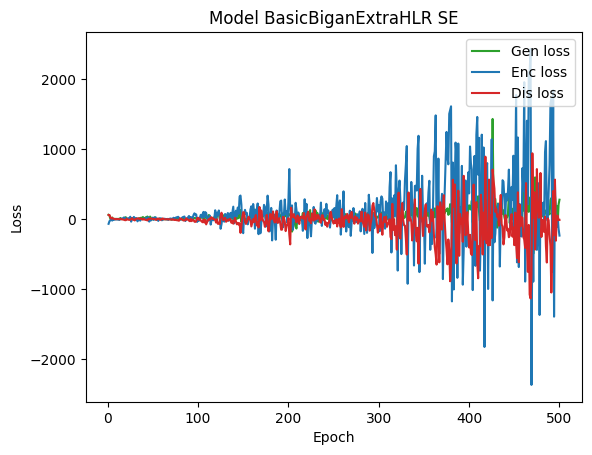 Model BasicBiganExtraHLR SE
Gen loss
Enc loss
Dis loss
2000
1000
0
−1000
−2000
Loss
0 100 200 300 400 500
Epoch